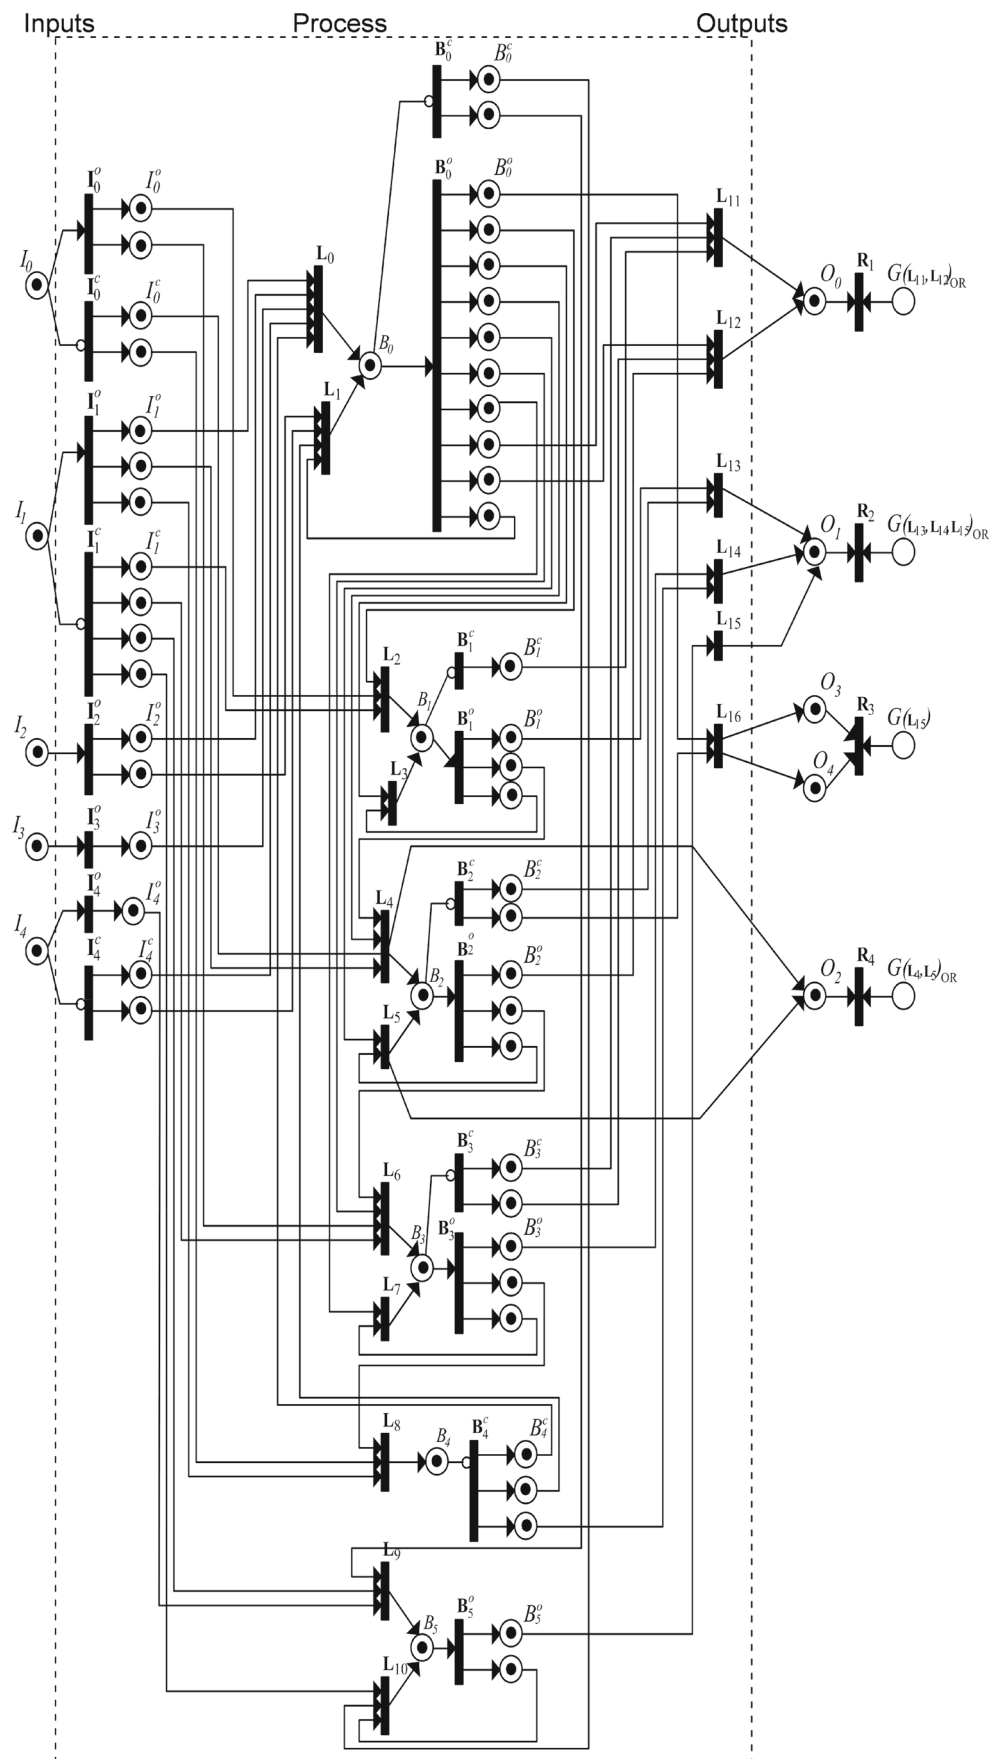 Inputs Process Outputs
B₀ᶜ B₀ᶜ
I₀ᵒ I₀ᵒ B₀ᵒ B₀ᵒ L₁₁
I₀ L₀ O₀ R₁ G(L₁₁,L₁₂)OR
I₀ᶜ I₀ᶜ B₀ L₁₂
I₁ᵒ I₁ᵒ L₁
I₁ L₁₃ O₁ R₂ G(L₁₃,L₁₄,L₁₅)OR
I₁ᶜ I₁ᶜ L₁₄
L₁₅
L₂ B₁ᶜ B₁ᶜ
I₂ I₂ᵒ I₂ᵒ B₁ B₁ᵒ B₁ᵒ L₁₆ O₃ R₃ G(L₁₅)
L₃ O₄
I₃ I₃ᵒ I₃ᵒ
I₄ I₄ᵒ I₄ᵒ L₄ B₂ᶜ B₂ᶜ
I₄ᶜ I₄ᶜ B₂ B₂ᵒ B₂ᵒ O₂ R₄ G(L₄,L₅)OR
L₅
L₆ B₃ᶜ B₃ᶜ
B₃ B₃ᵒ B₃ᵒ
L₇
L₈ B₄ B₄ᶜ B₄ᶜ
L₉
B₅ B₅ᵒ B₅ᵒ
L₁₀